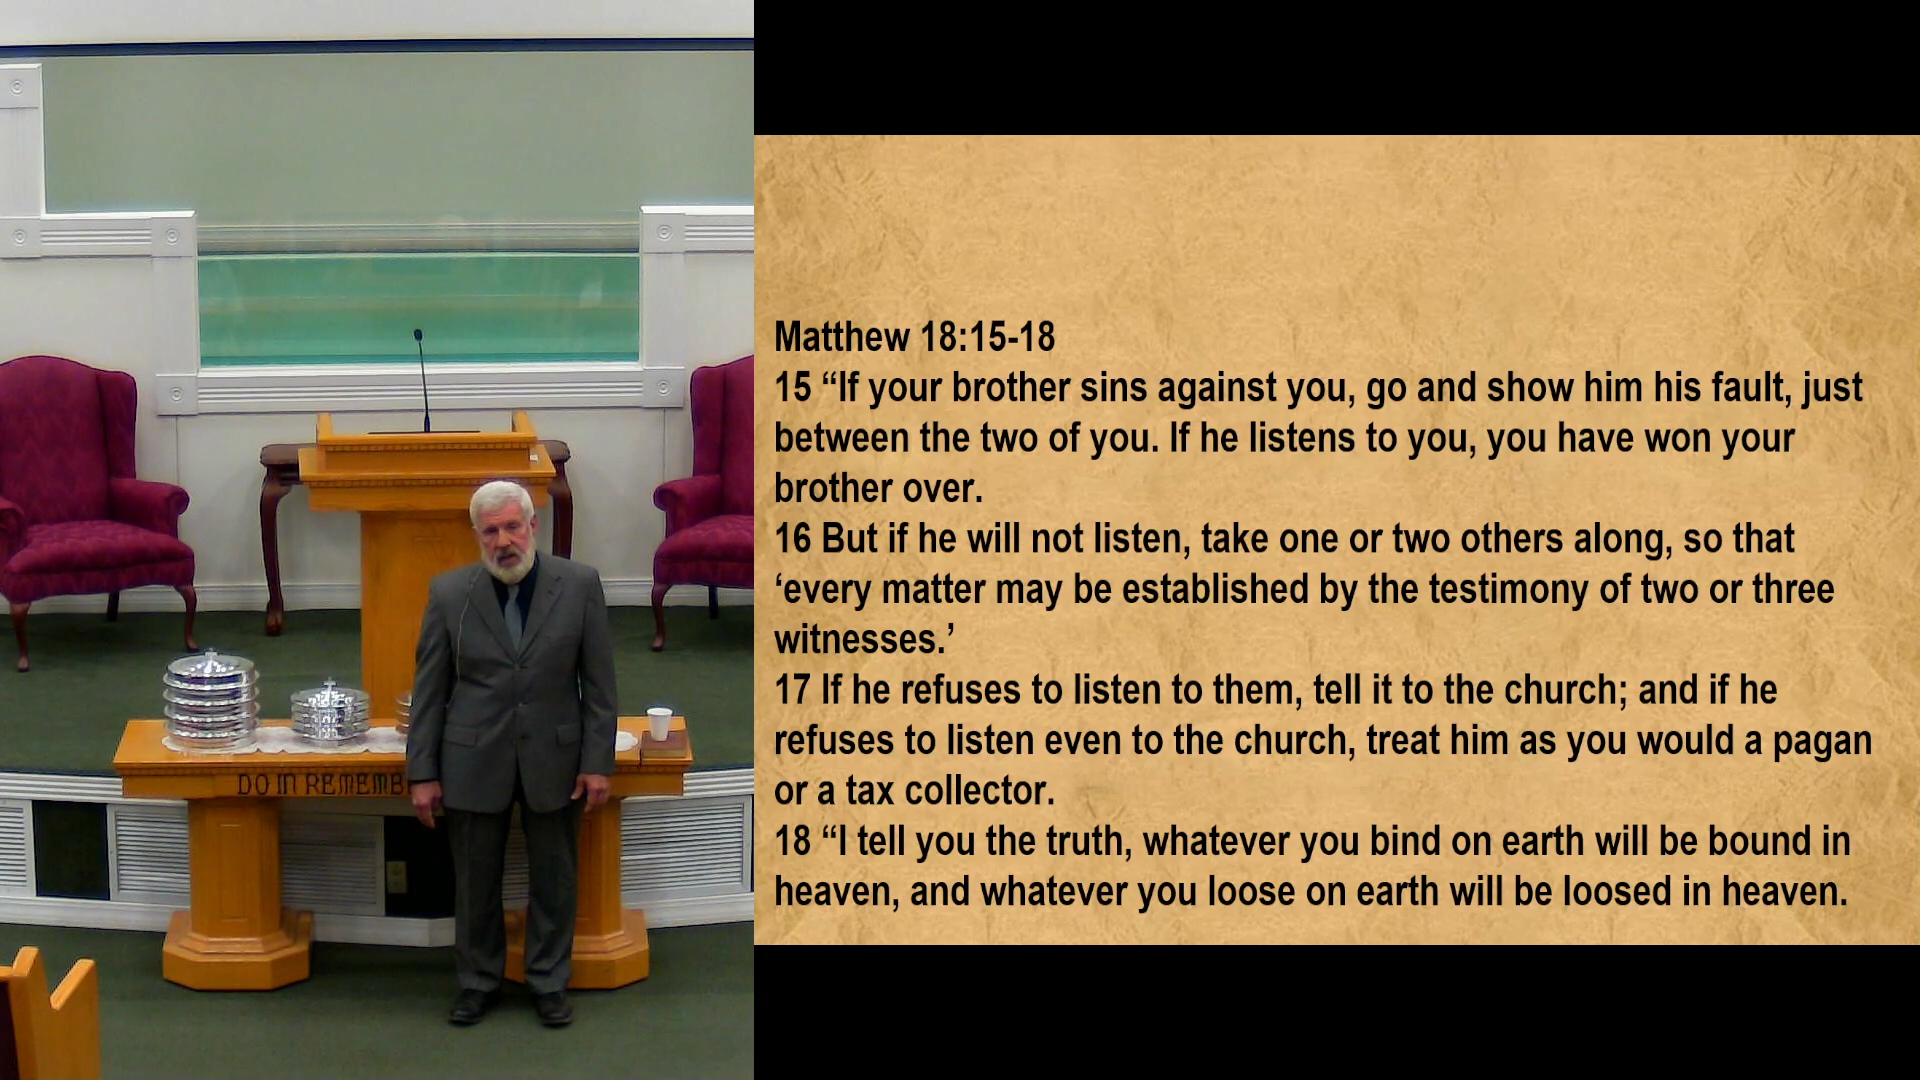 DO IN REMEMB
Matthew 18:15-18
15 “If your brother sins against you, go and show him his fault, just
between the two of you. If he listens to you, you have won your
brother over.
16 But if he will not listen, take one or two others along, so that
‘every matter may be established by the testimony of two or three
witnesses.’
17 If he refuses to listen to them, tell it to the church; and if he
refuses to listen even to the church, treat him as you would a pagan
or a tax collector.
18 “I tell you the truth, whatever you bind on earth will be bound in
heaven, and whatever you loose on earth will be loosed in heaven.